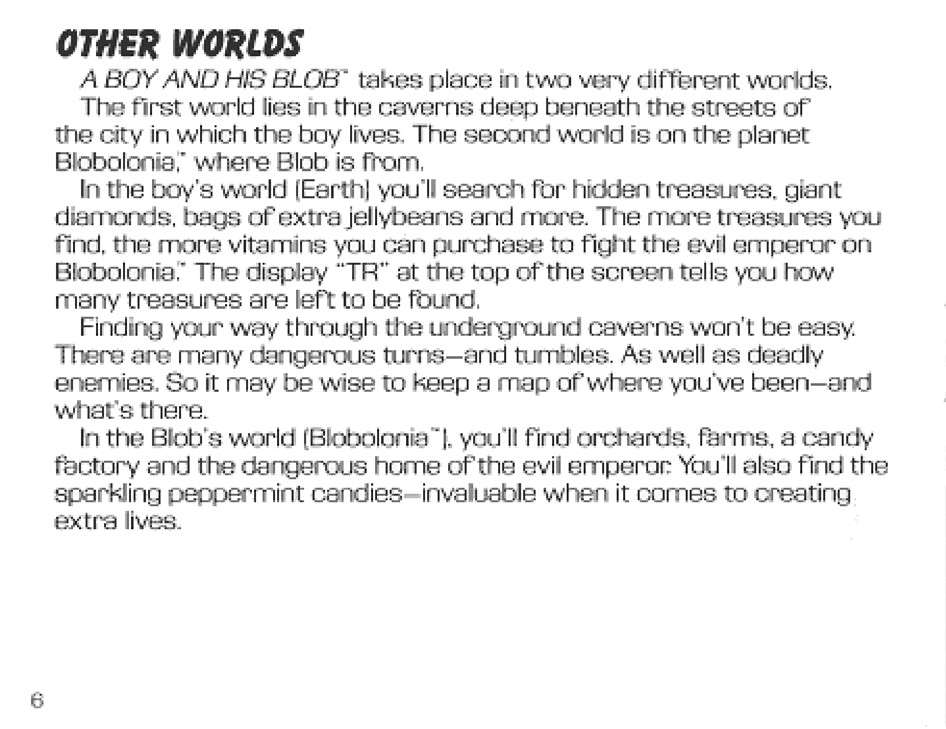 OTHER WORLDS
A BOY AND HIS BLOB™ takes place in two very different worlds.
The first world lies in the caverns deep beneath the streets of
the city in which the boy lives. The second world is on the planet
Blobolonia,™ where Blob is from.
In the boy's world (Earth) you'll search for hidden treasures, giant
diamonds, bags of extra jellybeans and more. The more treasures you
find, the more vitamins you can purchase to fight the evil emperor on
Blobolonia.™ The display "TR" at the top of the screen tells you how
many treasures are left to be found.
Finding your way through the underground caverns won't be easy.
There are many dangerous turns—and tumbles. As well as deadly
enemies. So it may be wise to keep a map of where you've been—and
what's there.
In the Blob's world (Blobolonia™), you'll find orchards, farms, a candy
factory and the dangerous home of the evil emperor. You'll also find the
sparkling peppermint candies—invaluable when it comes to creating
extra lives.
6